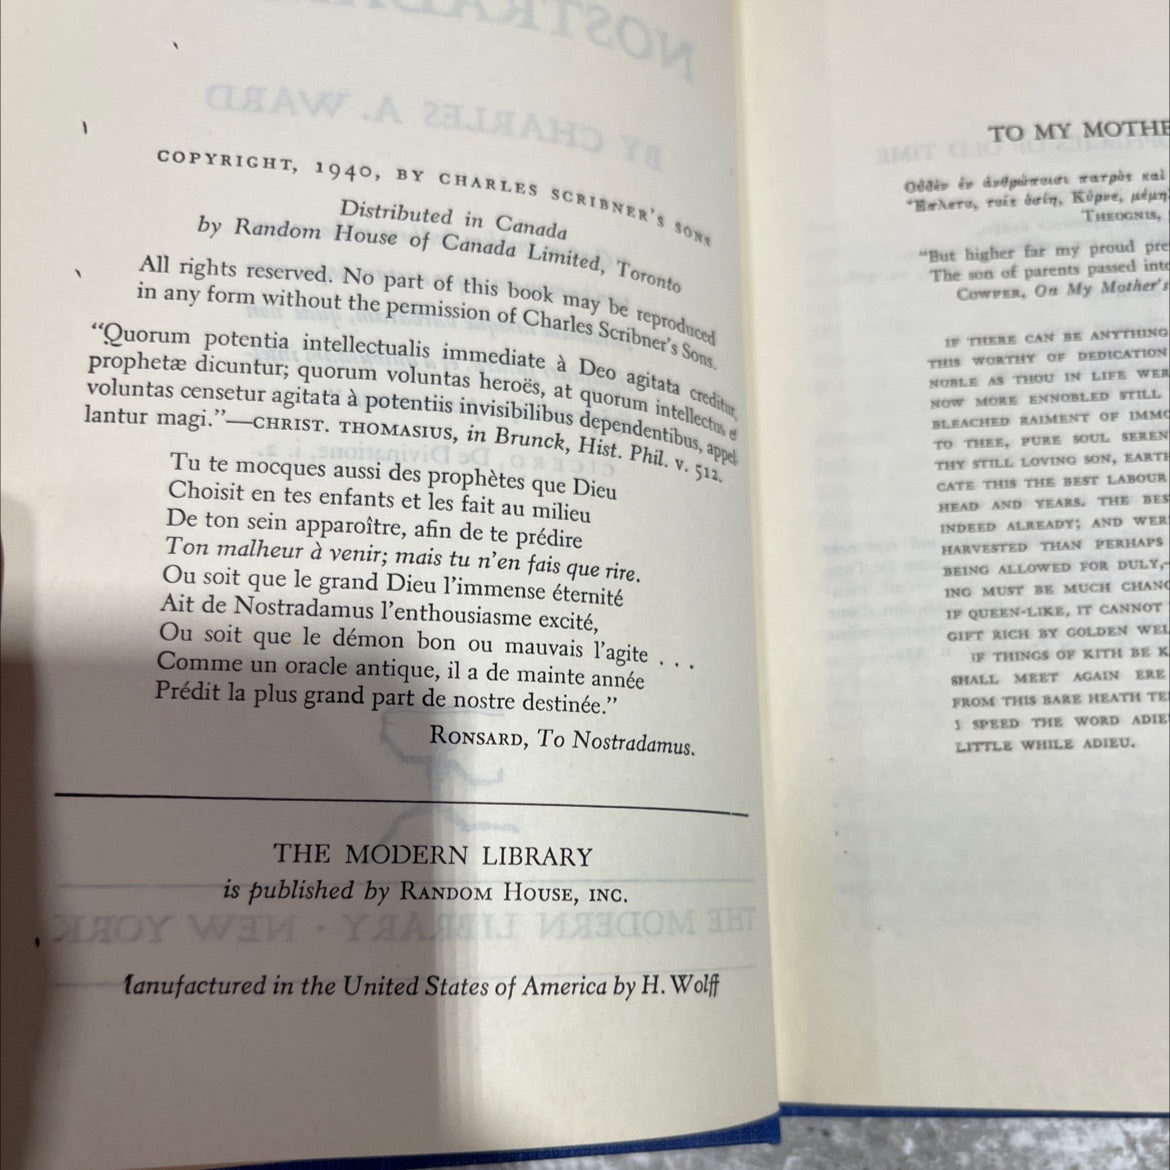 COPYRIGHT, 1940, BY CHARLES SCRIBNER'S SONS
Distributed in Canada
by Random House of Canada Limited, Toronto
All rights reserved. No part of this book may be reproduced
in any form without the permission of Charles Scribner's Sons.
“Quorum potentia intellectualis immediate à Deo agitata creditur,
prophetæ dicuntur; quorum voluntas heroës, at quorum intellectus et
voluntas censetur agitata à potentiis invisibilibus dependentibus, appel-
lantur magi.”—CHRIST. THOMASIUS, in Brunck, Hist. Phil. v. 512.
Tu te mocques aussi des prophètes que Dieu
Choisit en tes enfants et les fait au milieu
De ton sein apparoître, afin de te prédire
Ton malheur à venir; mais tu n'en fais que rire.
Ou soit que le grand Dieu l'immense éternité
Ait de Nostradamus l'enthousiasme excité,
Ou soit que le démon bon ou mauvais l'agite . . .
Comme un oracle antique, il a de mainte année
Prédit la plus grand part de nostre destinée.”
RONSARD, To Nostradamus.
THE MODERN LIBRARY
is published by RANDOM HOUSE, INC.
anufactured in the United States of America by H. Wolff
TO MY MOTHE
Οὐδὲν ἐν ἀνθρώποισι πατρὸς καὶ
THEOGNIS,
“But higher far my proud pre
The son of parents passed into
COWPER, On My Mother's
IF THERE CAN BE ANYTHING
THIS WORTHY OF DEDICATION
NOBLE AS THOU IN LIFE WER
NOW MORE ENNOBLED STILL
BLEACHED RAIMENT OF IMMO
TO THEE, PURE SOUL SEREN
THY STILL LOVING SON, EARTH
CATE THIS THE BEST LABOUR
HEAD AND YEARS. THE BES
INDEED ALREADY; AND WER
HARVESTED THAN PERHAPS
BEING ALLOWED FOR DULY,
ING MUST BE MUCH CHANG
IF QUEEN-LIKE, IT CANNOT
GIFT RICH BY GOLDEN WEL
IF THINGS OF KITH BE K
SHALL MEET AGAIN ERE
FROM THIS BARE HEATH TE
I SPEED THE WORD ADIE
LITTLE WHILE ADIEU.